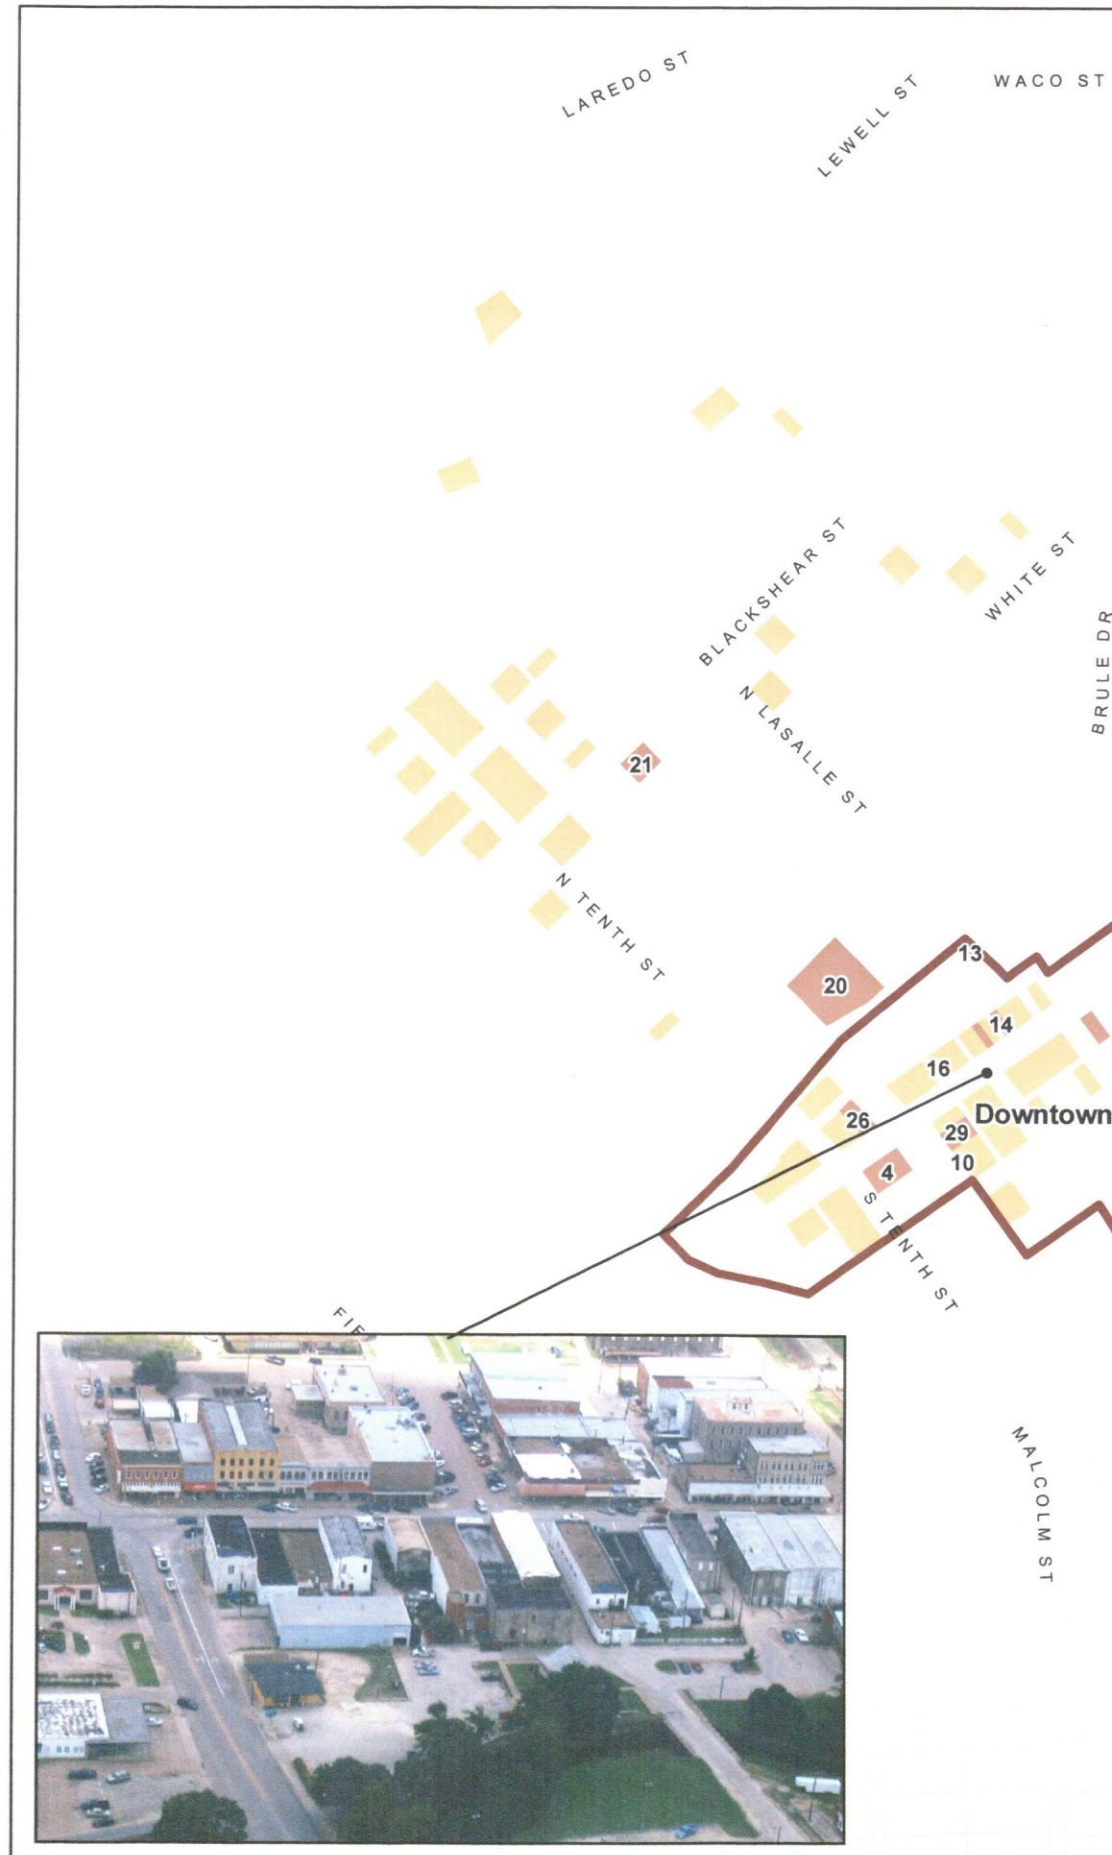 LAREDO ST
LEWELL ST
WACO ST
BLACKSHEAR ST
WHITE ST
BRULE DR
N LASALLE ST
21
N TENTH ST
13
20
14
16
Downtown
26
29
10
4
S TENTH ST
FIF
MALCOLM ST